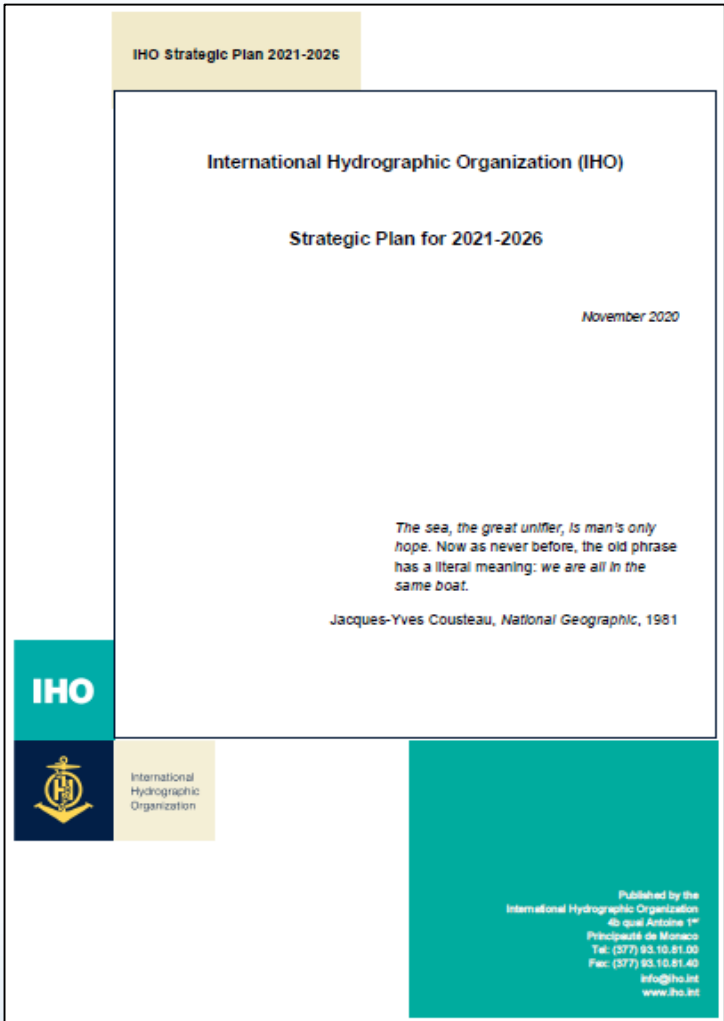 IHO Strategic Plan 2021-2026
International Hydrographic Organization (IHO)
Strategic Plan for 2021-2026
November 2020
The sea, the great unifier, is man's only
hope. Now as never before, the old phrase
has a literal meaning: we are all in the
same boat.
Jacques-Yves Cousteau, National Geographic, 1981
IHO
International
Hydrographic
Organization
Published by the
International Hydrographic Organization
4b quai Antoine 1er
Principauté de Monaco
Tel: (377) 93.10.81.00
Fax: (377) 93.10.81.40
info@iho.int
www.iho.int